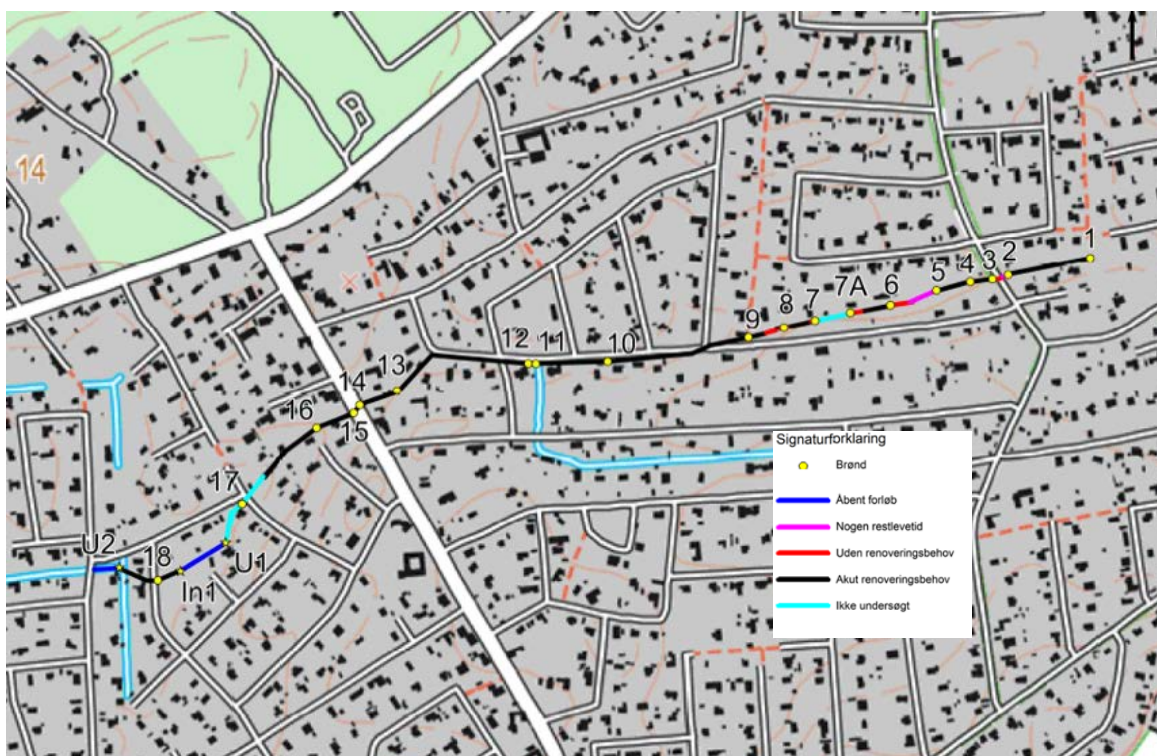 14
1
2
3
4
5
6
7A
7
8
9
10
11
12
13
14
15
16
17
U1
In1
18
U2
Signaturforklaring
Brønd
Åbent forløb
Nogen restlevetid
Uden renoveringsbehov
Akut renoveringsbehov
Ikke undersøgt